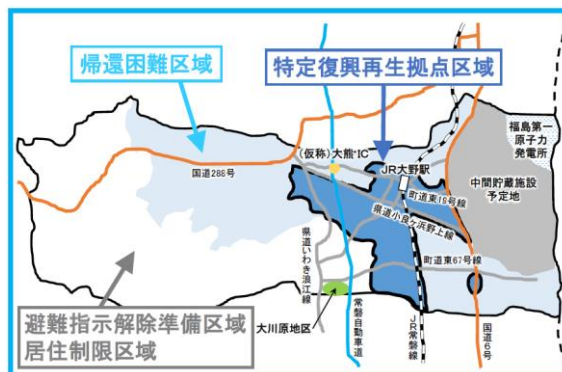 帰還困難区域
特定復興再生拠点区域
福島第一
原子力
発電所
(仮称)大熊IC
JR大野駅
国道288号
中間貯蔵施設
予定地
町道東19号線
県道小良ヶ浜野上線
県道いわき浪江線
町道東67号線
避難指示解除準備区域
居住制限区域
大川原地区
常磐自動車道
JR常磐線
国道6号